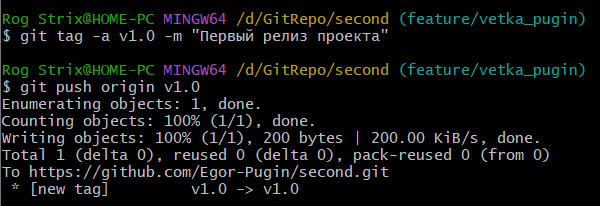 Rog Strix@HOME-PC MINGW64 /d/GitRepo/second (feature/vetka_pugin)
$ git tag -a v1.0 -m "Первый релиз проекта"
Rog Strix@HOME-PC MINGW64 /d/GitRepo/second (feature/vetka_pugin)
$ git push origin v1.0
Enumerating objects: 1, done.
Counting objects: 100% (1/1), done.
Writing objects: 100% (1/1), 200 bytes | 200.00 KiB/s, done.
Total 1 (delta 0), reused 0 (delta 0), pack-reused 0 (from 0)
To https://github.com/Egor-Pugin/second.git
 * [new tag]         v1.0 -> v1.0